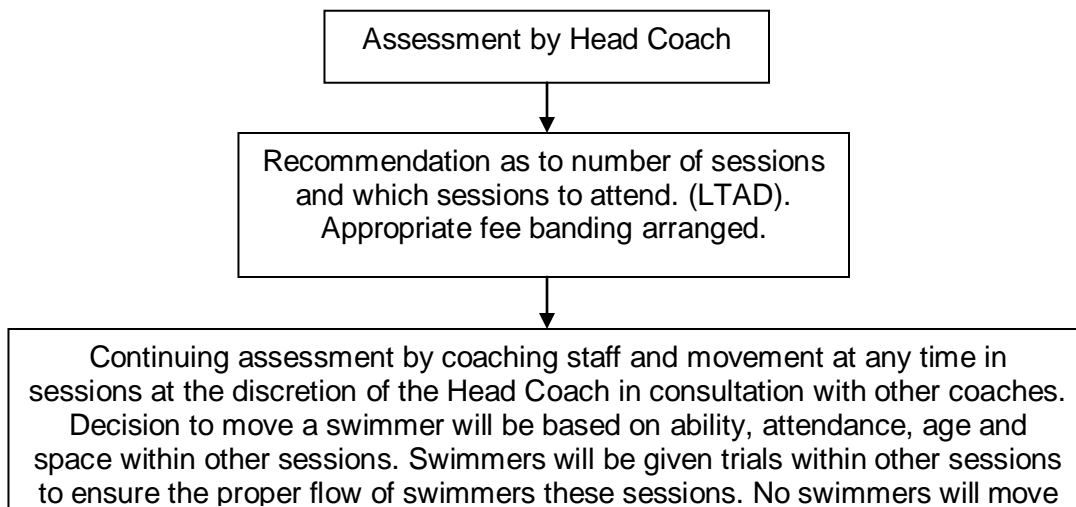 Assessment by Head Coach
Recommendation as to number of sessions
and which sessions to attend. (LTAD).
Appropriate fee banding arranged.
Continuing assessment by coaching staff and movement at any time in
sessions at the discretion of the Head Coach in consultation with other coaches.
Decision to move a swimmer will be based on ability, attendance, age and
space within other sessions. Swimmers will be given trials within other sessions
to ensure the proper flow of swimmers these sessions. No swimmers will move